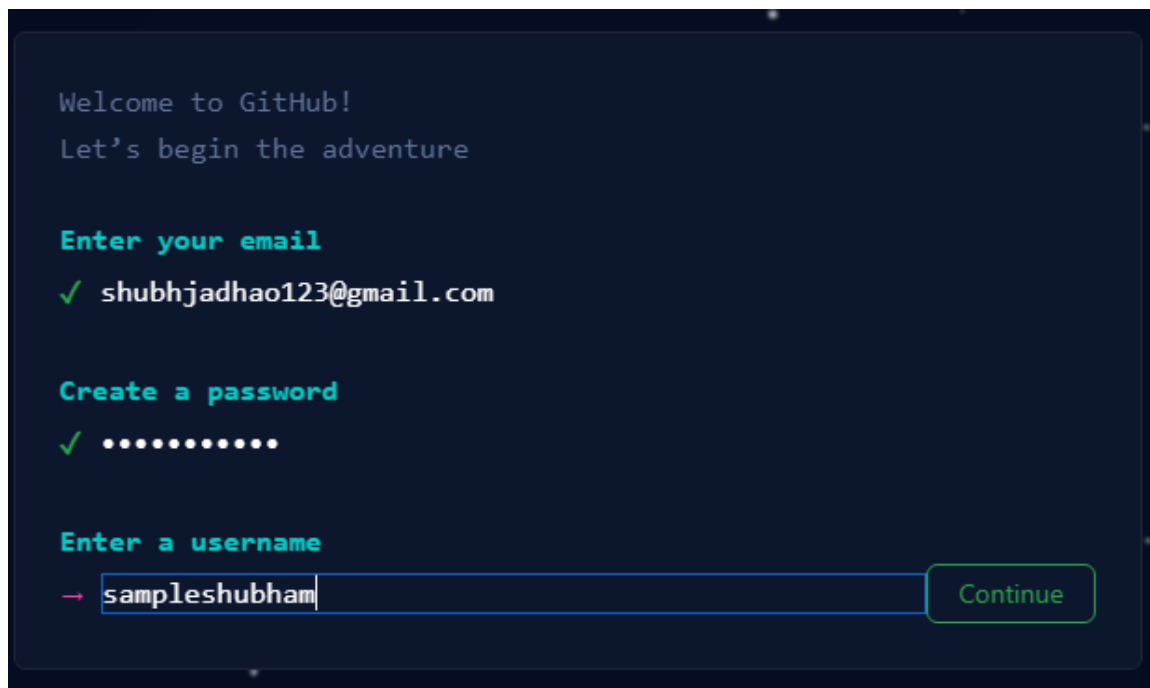 Welcome to GitHub!
Let’s begin the adventure
Enter your email
✓ shubhjadhao123@gmail.com
Create a password
✓ •••••••••••
Enter a username
→ sampleshubham Continue